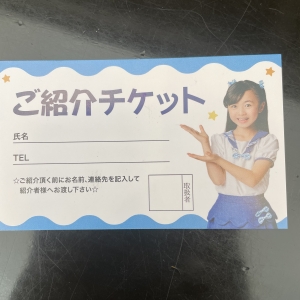 ご紹介チケット
氏名
TEL
☆ご紹介頂く前にお名前、連絡先を記入して
紹介者様へお渡し下さい☆
取扱者